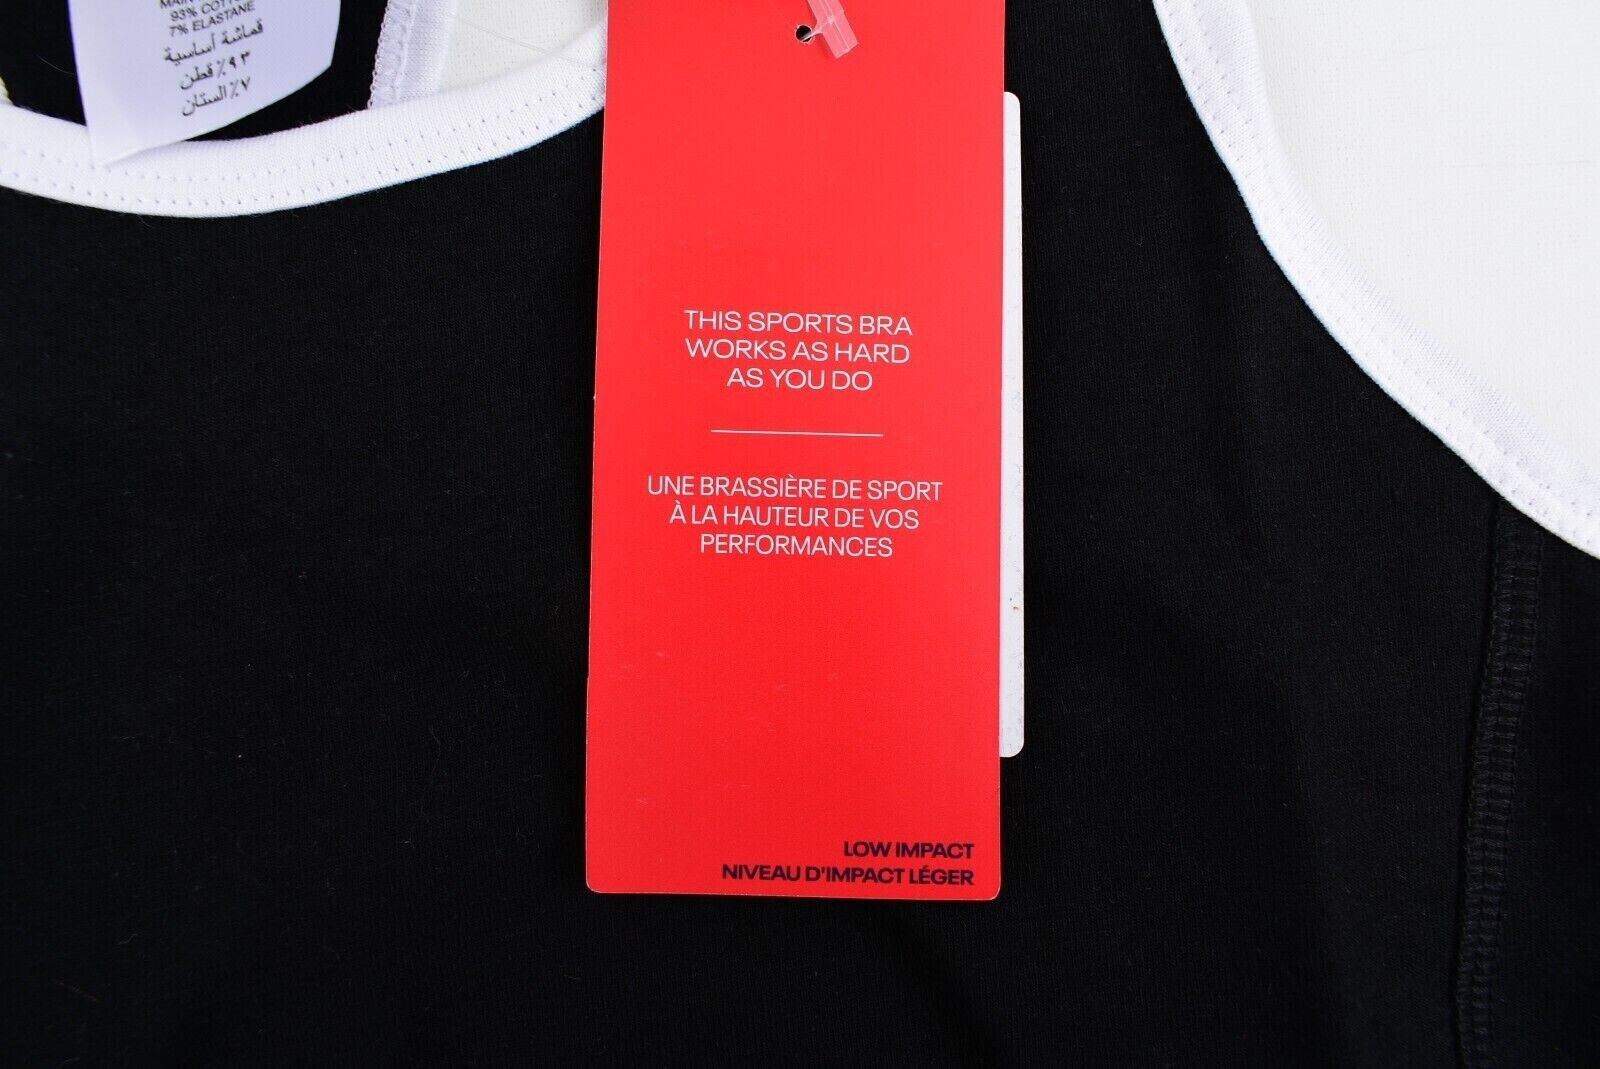 93% COTTON
7% ELASTANE
قماشة أساسية
٩٣٪ قطن
٧٪ الستان
THIS SPORTS BRA
WORKS AS HARD
AS YOU DO
UNE BRASSIÈRE DE SPORT
À LA HAUTEUR DE VOS
PERFORMANCES
LOW IMPACT
NIVEAU D'IMPACT LÉGER